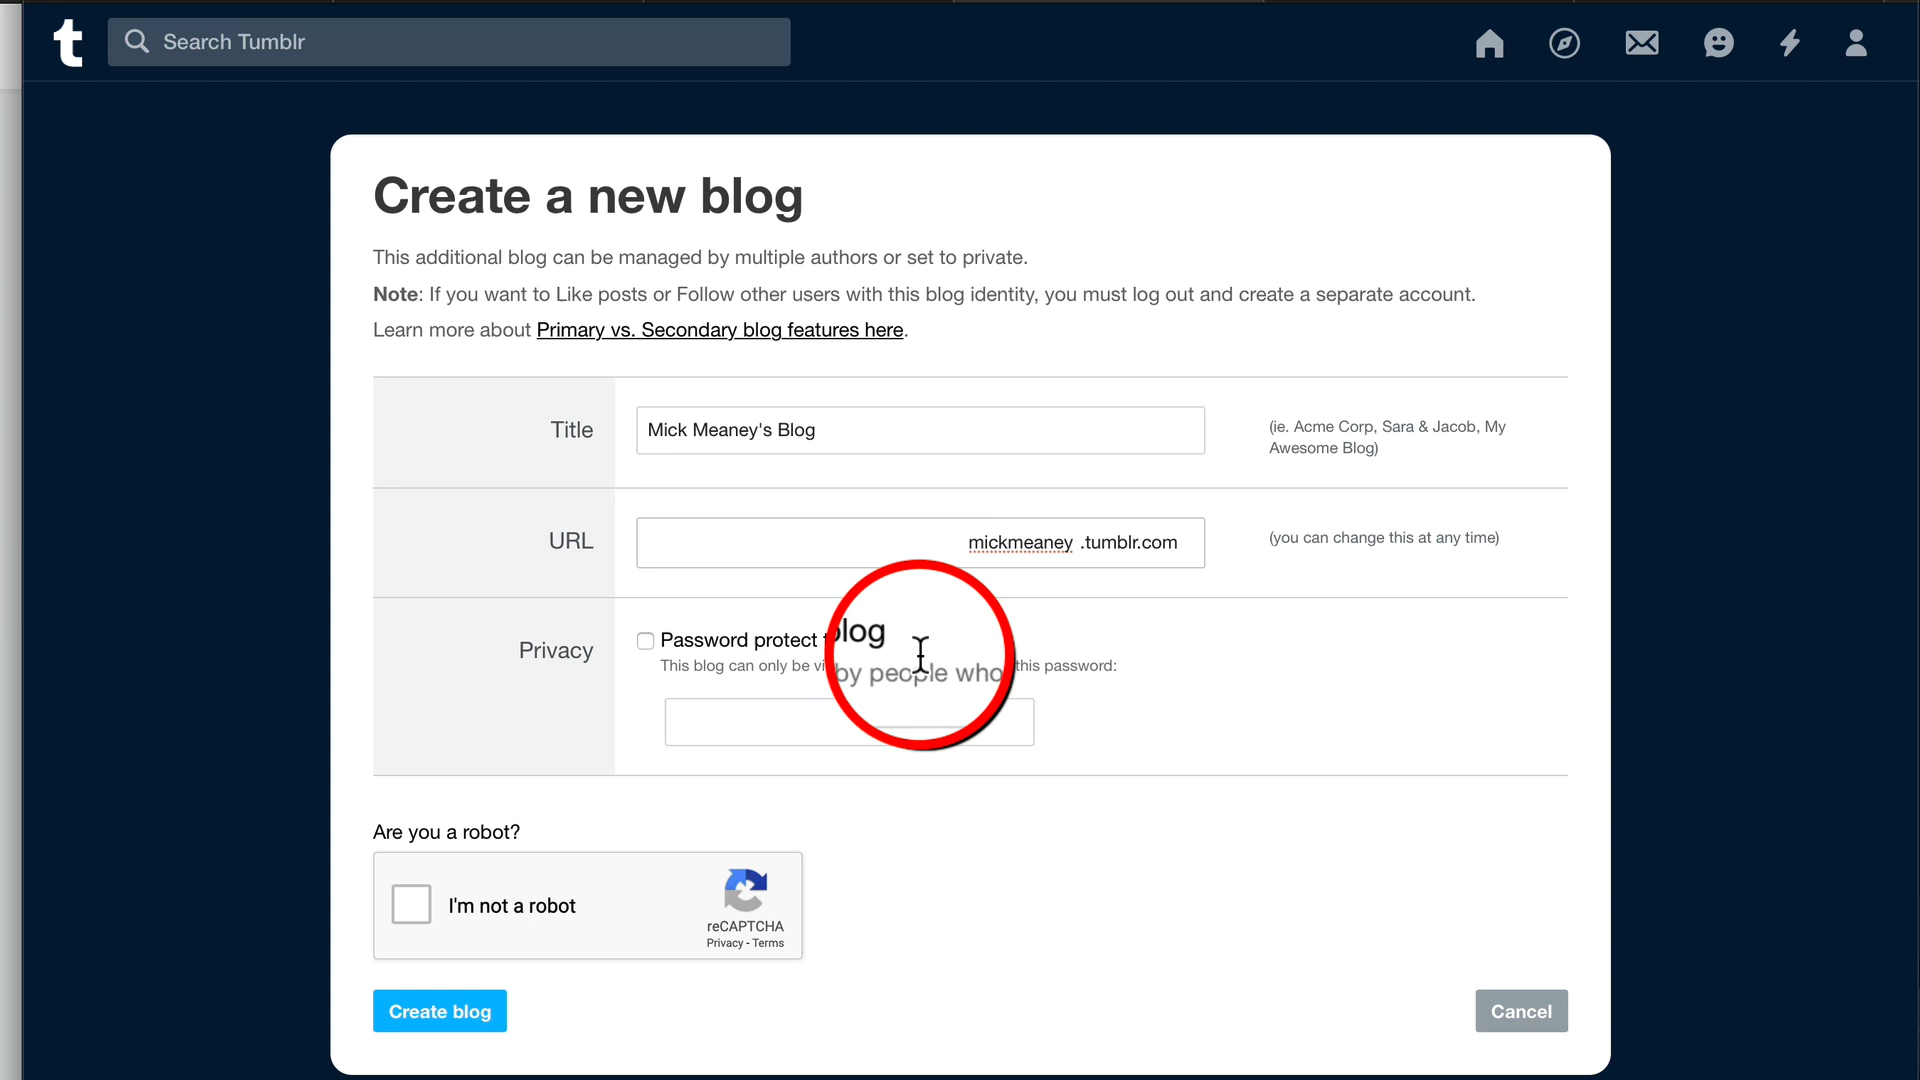 t Search Tumblr
Create a new blog
This additional blog can be managed by multiple authors or set to private.
Note: If you want to Like posts or Follow other users with this blog identity, you must log out and create a separate account.
Learn more about Primary vs. Secondary blog features here.
Title
Mick Meaney's Blog
(ie. Acme Corp, Sara & Jacob, My
Awesome Blog)
URL
mickmeaney .tumblr.com
(you can change this at any time)
Privacy
Password protect blog
This blog can only be by people who this password:
Are you a robot?
I'm not a robot
reCAPTCHA
Privacy - Terms
Create blog
Cancel